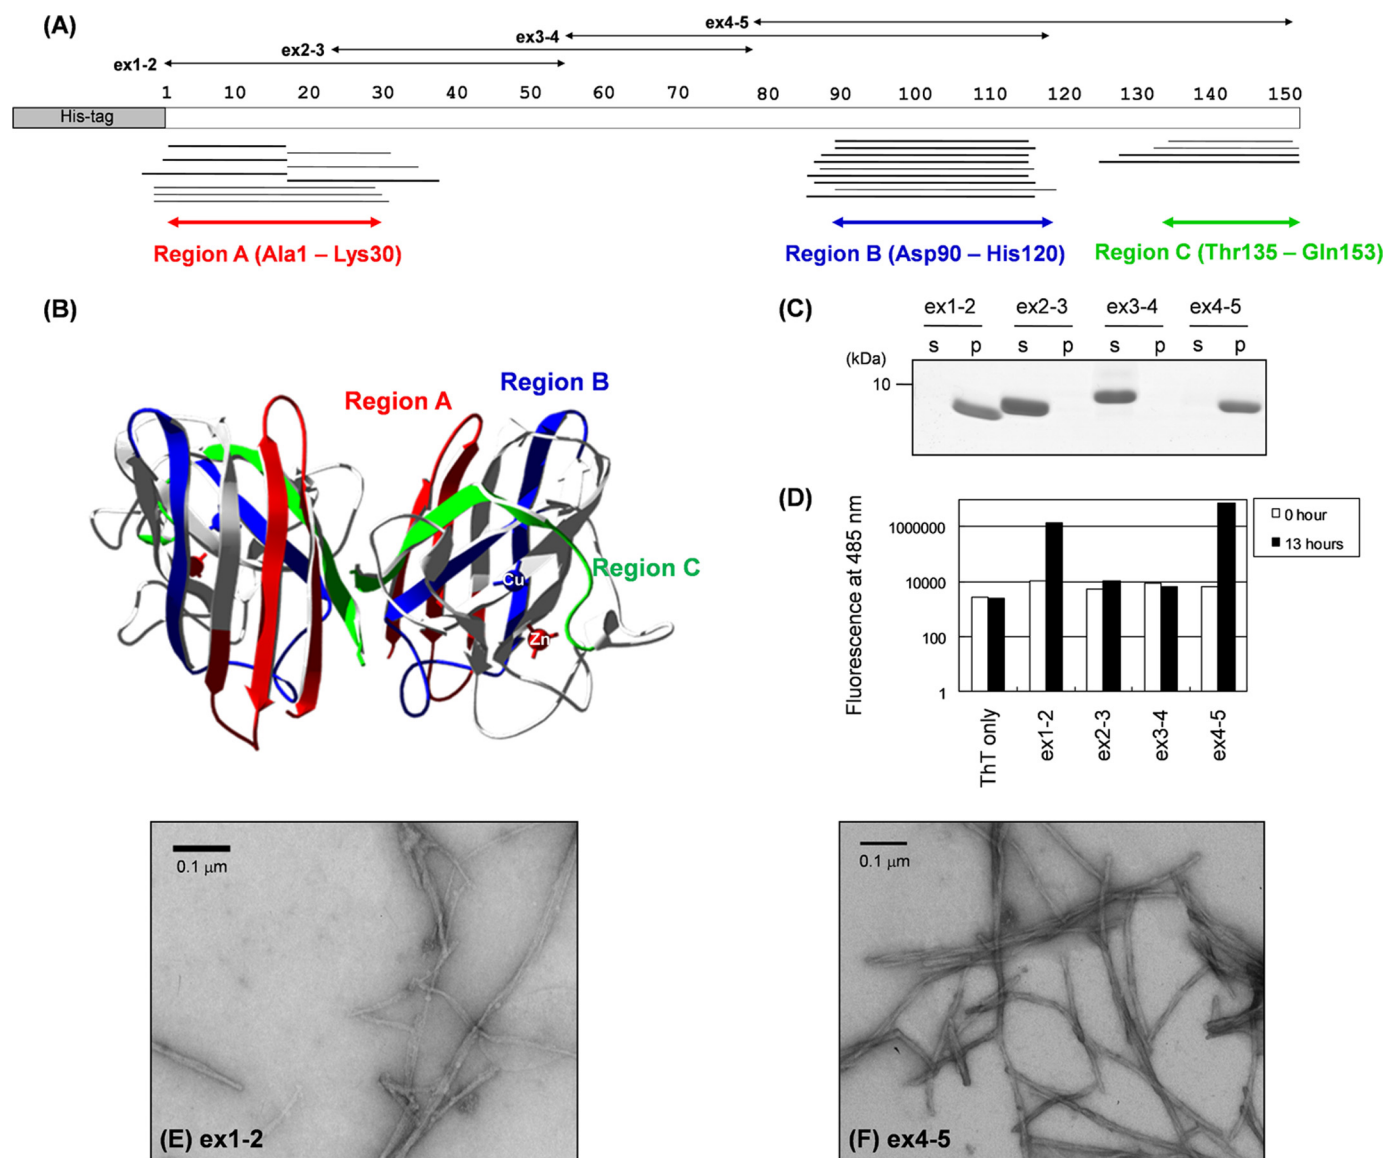 (A)
ex4-5
ex3-4
ex2-3
ex1-2
1 10 20 30 40 50 60 70 80 90 100 110 120 130 140 150
His-tag
Region A (Ala1 – Lys30)
Region B (Asp90 – His120)
Region C (Thr135 – Gln153)
(B)
Region A
Region B
Region C
Cu
Zn
(C)
ex1-2 ex2-3 ex3-4 ex4-5
s p s p s p s p
(kDa)
10
(D)
Fluorescence at 485 nm
1000000
10000
100
1
0 hour
13 hours
ThT only
ex1-2
ex2-3
ex3-4
ex4-5
0.1 μm
(E) ex1-2
0.1 μm
(F) ex4-5